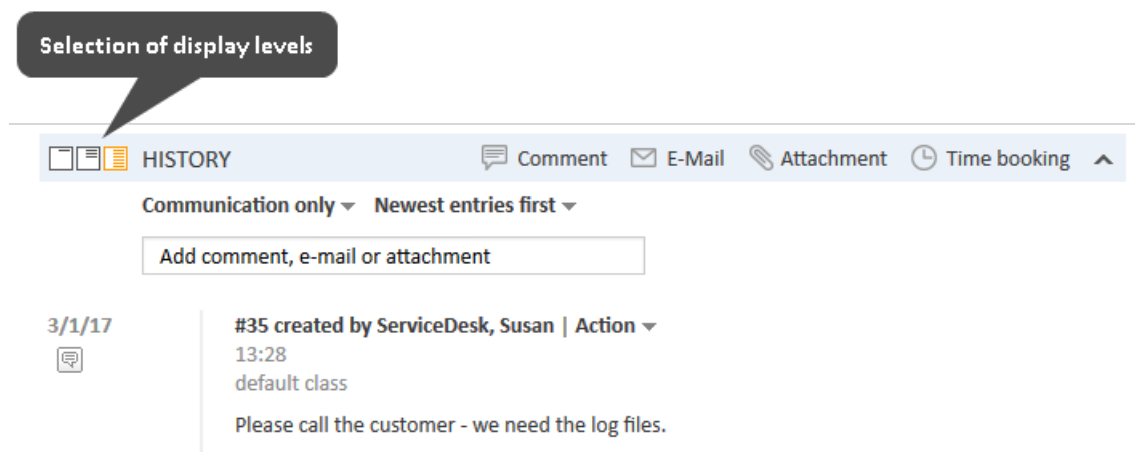 Selection of display levels
HISTORY Comment E-Mail Attachment Time booking
Communication only Newest entries first
Add comment, e-mail or attachment
3/1/17 #35 created by ServiceDesk, Susan | Action
13:28
default class
Please call the customer - we need the log files.